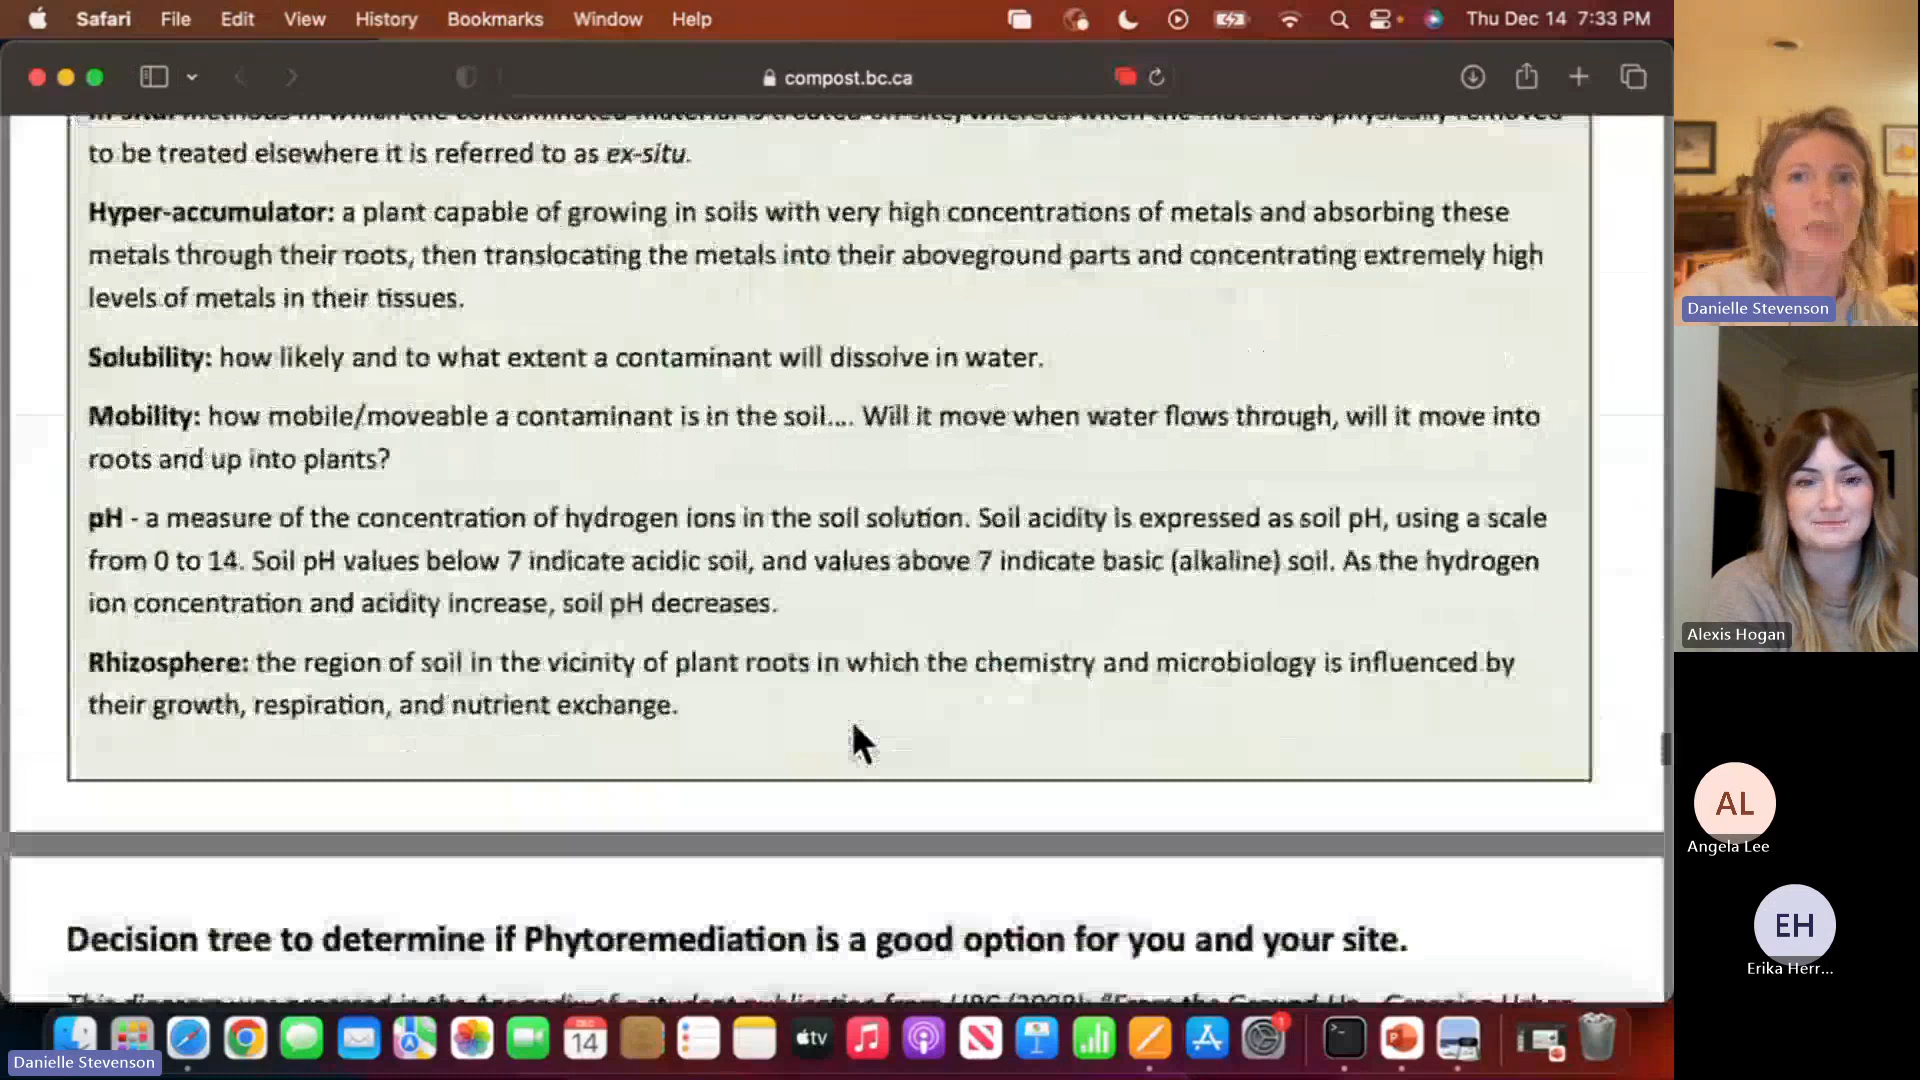 Safari File Edit View History Bookmarks Window Help Thu Dec 14 7:33 PM
compost.bc.ca
to be treated elsewhere it is referred to as ex-situ.
Hyper-accumulator: a plant capable of growing in soils with very high concentrations of metals and absorbing these
metals through their roots, then translocating the metals into their aboveground parts and concentrating extremely high
levels of metals in their tissues.
Solubility: how likely and to what extent a contaminant will dissolve in water.
Mobility: how mobile/moveable a contaminant is in the soil.... Will it move when water flows through, will it move into
roots and up into plants?
pH - a measure of the concentration of hydrogen ions in the soil solution. Soil acidity is expressed as soil pH, using a scale
from 0 to 14. Soil pH values below 7 indicate acidic soil, and values above 7 indicate basic (alkaline) soil. As the hydrogen
ion concentration and acidity increase, soil pH decreases.
Rhizosphere: the region of soil in the vicinity of plant roots in which the chemistry and microbiology is influenced by
their growth, respiration, and nutrient exchange.
Decision tree to determine if Phytoremediation is a good option for you and your site.
DEC
14
tv
1
Danielle Stevenson
Danielle Stevenson
Alexis Hogan
AL
Angela Lee
EH
Erika Herr...